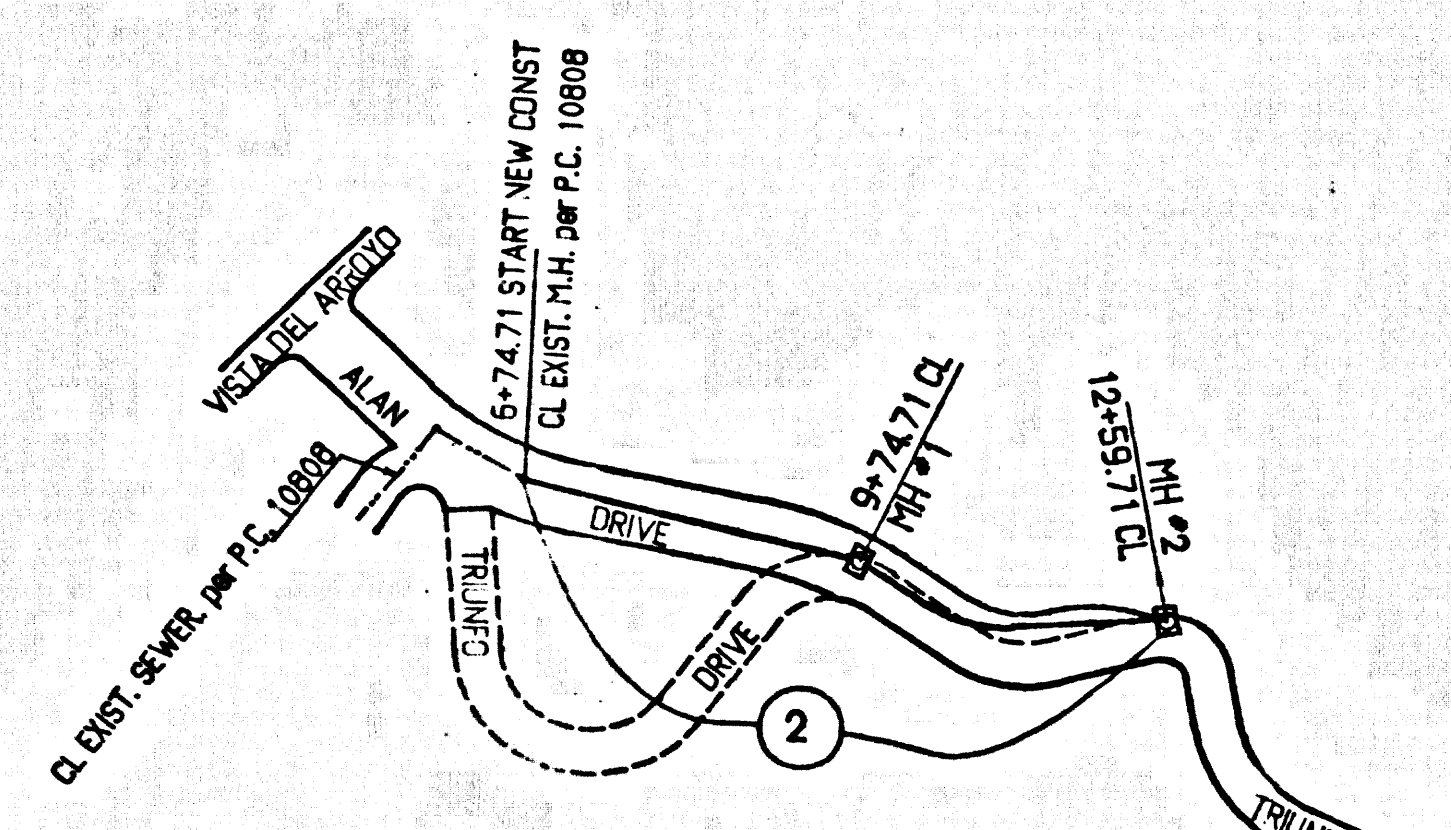 6+74.71 START NEW CONST
CL EXIST. M.H. per P.C. 10808
VISTA DEL ARROYO
ALAN
9+74.71 CL
MH #1
MH #2
12+59.71 CL
CL EXIST. SEWER per P.C. 10808
DRIVE
TRIUNFO
DRIVE
2